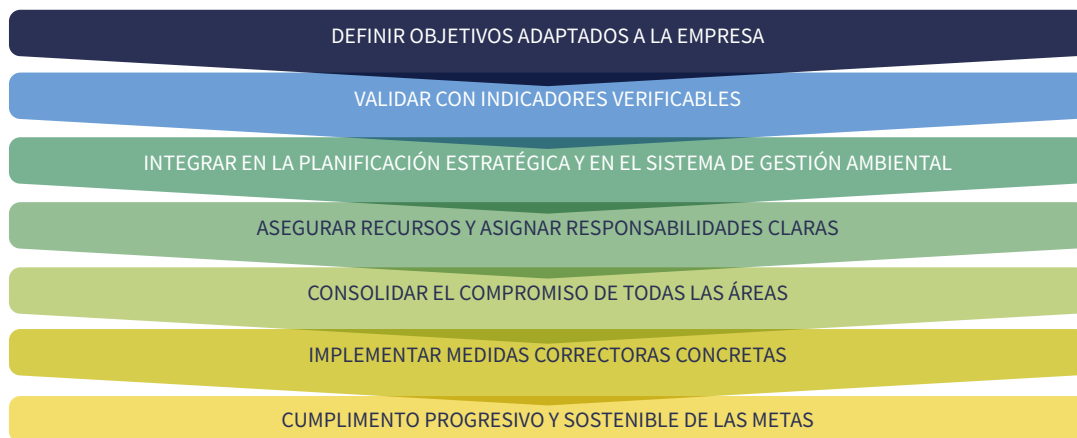 DEFINIR OBJETIVOS ADAPTADOS A LA EMPRESA
VALIDAR CON INDICADORES VERIFICABLES
INTEGRAR EN LA PLANIFICACIÓN ESTRATÉGICA Y EN EL SISTEMA DE GESTIÓN AMBIENTAL
ASEGURAR RECURSOS Y ASIGNAR RESPONSABILIDADES CLARAS
CONSOLIDAR EL COMPROMISO DE TODAS LAS ÁREAS
IMPLEMENTAR MEDIDAS CORRECTORAS CONCRETAS
CUMPLIMENTO PROGRESIVO Y SOSTENIBLE DE LAS METAS